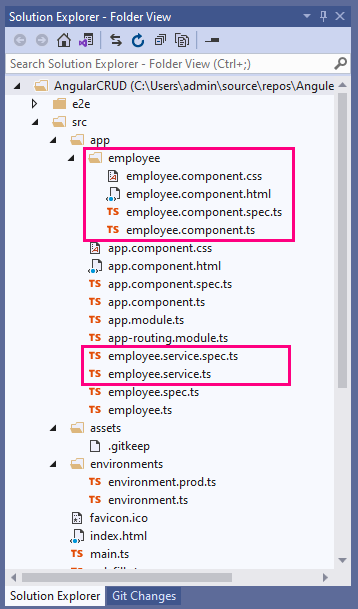 Solution Explorer - Folder View
Search Solution Explorer - Folder View (Ctrl+;)
AngularCRUD (C:\Users\admin\source\repos\Angule
e2e
src
app
employee
employee.component.css
employee.component.html
TS employee.component.spec.ts
TS employee.component.ts
app.component.css
app.component.html
TS app.component.spec.ts
TS app.component.ts
TS app.module.ts
TS app-routing.module.ts
TS employee.service.spec.ts
TS employee.service.ts
TS employee.spec.ts
TS employee.ts
assets
.gitkeep
environments
TS environment.prod.ts
TS environment.ts
favicon.ico
index.html
TS main.ts
Solution Explorer Git Changes